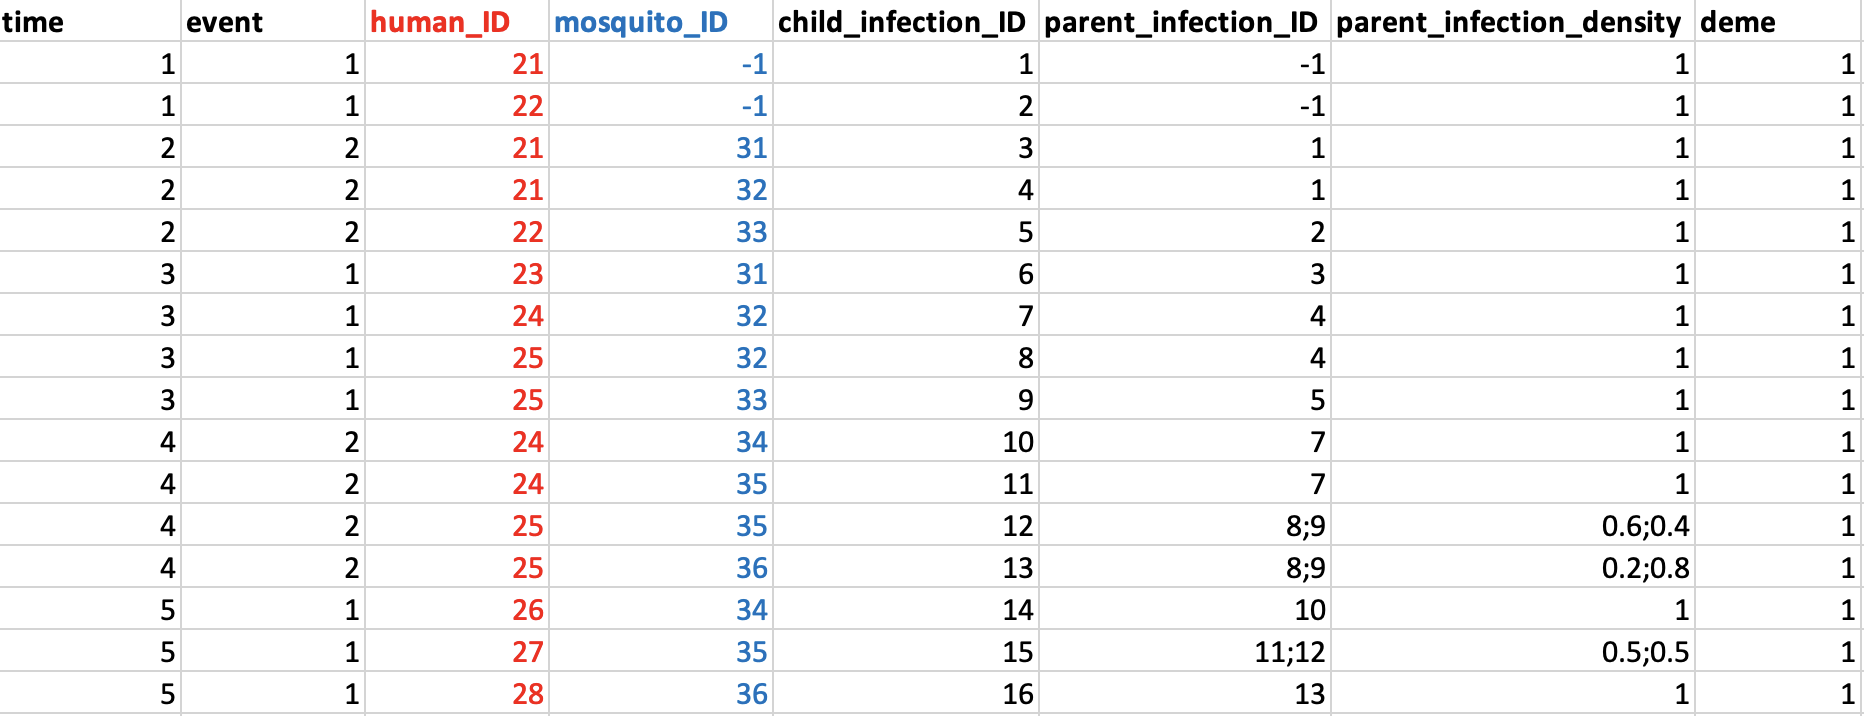 time event human_ID mosquito_ID child_infection_ID parent_infection_ID parent_infection_density deme
1 1 21 -1 1 -1 1 1
1 1 22 -1 2 -1 1 1
2 2 21 31 3 1 1 1
2 2 21 32 4 1 1 1
2 2 22 33 5 2 1 1
3 1 23 31 6 3 1 1
3 1 24 32 7 4 1 1
3 1 25 32 8 4 1 1
3 1 25 33 9 5 1 1
4 2 24 34 10 7 1 1
4 2 24 35 11 7 1 1
4 2 25 35 12 8;9 0.6;0.4 1
4 2 25 36 13 8;9 0.2;0.8 1
5 1 26 34 14 10 1 1
5 1 27 35 15 11;12 0.5;0.5 1
5 1 28 36 16 13 1 1